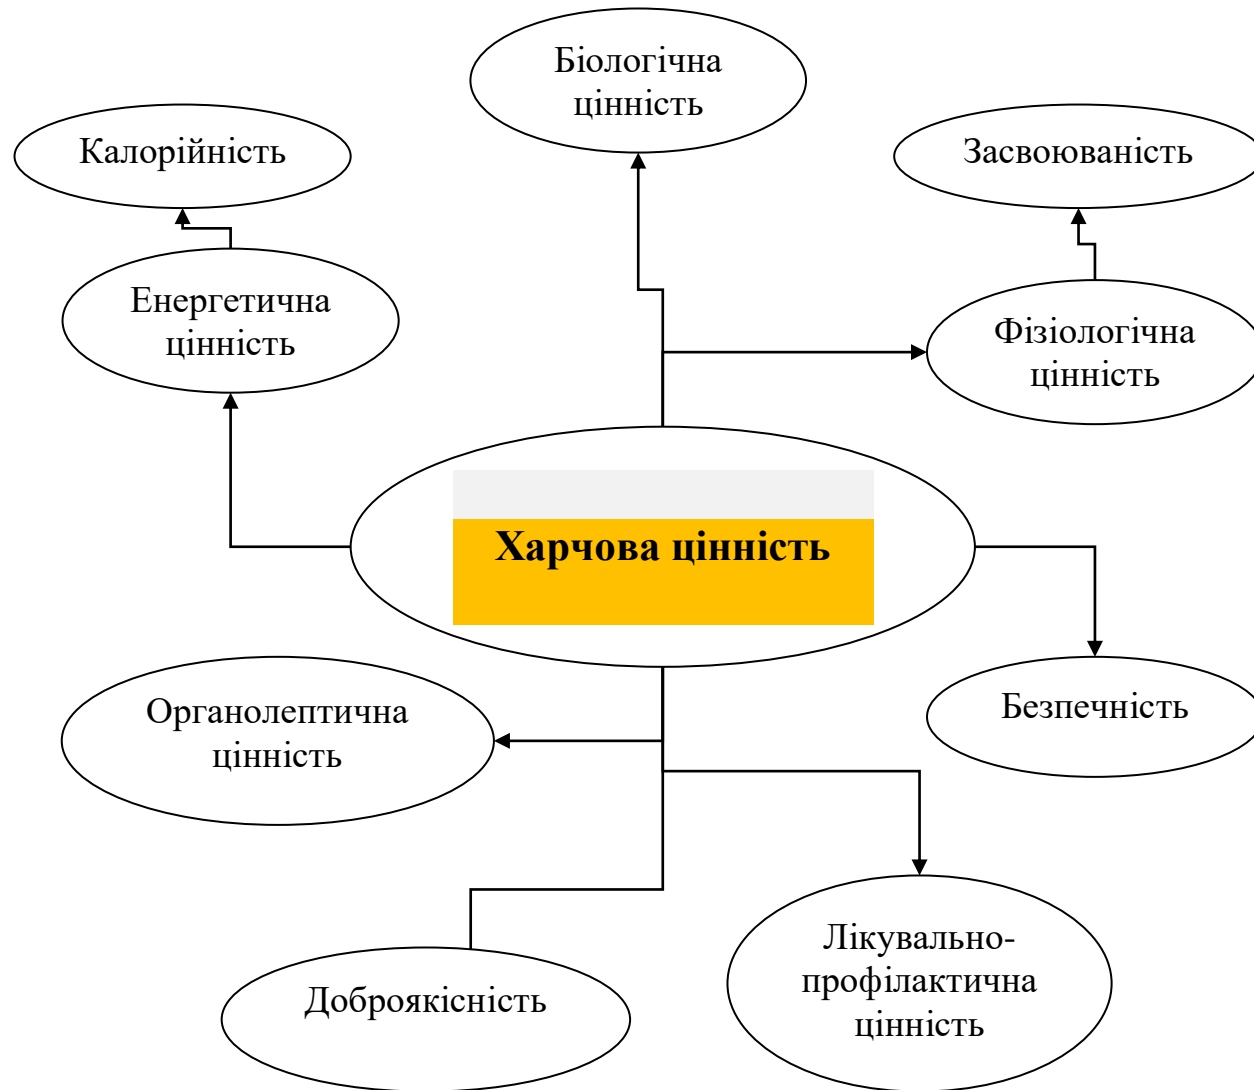 Біологічна
цінність
Калорійність
Засвоюваність
Енергетична
цінність
Фізіологічна
цінність
Харчова цінність
Органолептична
цінність
Безпечність
Лікувально-
профілактична
цінність
Доброякісність